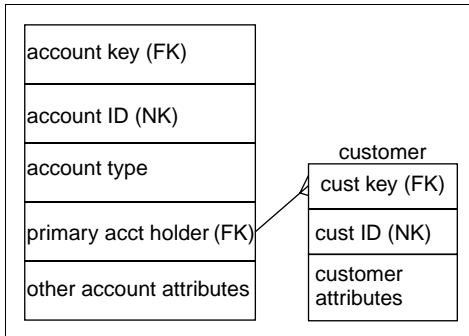 account key (FK)
account ID (NK)
account type
primary acct holder (FK)
other account attributes
customer
cust key (FK)
cust ID (NK)
customer
attributes